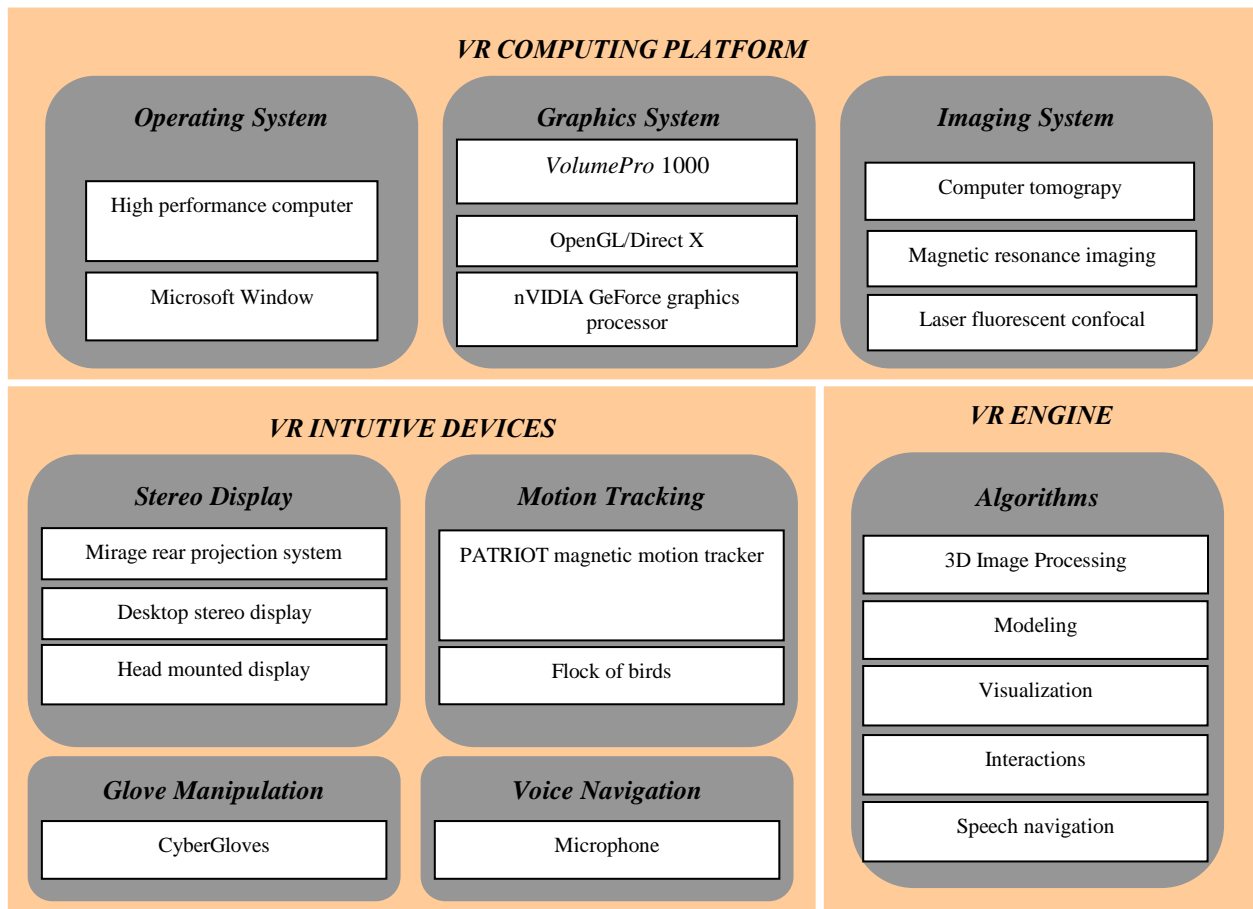 VR COMPUTING PLATFORM
Operating System
High performance computer
Microsoft Window
Graphics System
VolumePro 1000
OpenGL/Direct X
nVIDIA GeForce graphics
processor
Imaging System
Computer tomograpy
Magnetic resonance imaging
Laser fluorescent confocal
VR INTUTIVE DEVICES
Stereo Display
Mirage rear projection system
Desktop stereo display
Head mounted display
Motion Tracking
PATRIOT magnetic motion tracker
Flock of birds
Glove Manipulation
CyberGloves
Voice Navigation
Microphone
VR ENGINE
Algorithms
3D Image Processing
Modeling
Visualization
Interactions
Speech navigation